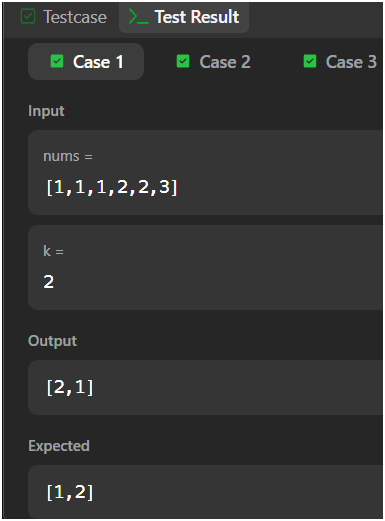 Testcase >_ Test Result
Case 1 Case 2 Case 3
Input
nums =
[1,1,1,2,2,3]
k =
2
Output
[2,1]
Expected
[1,2]